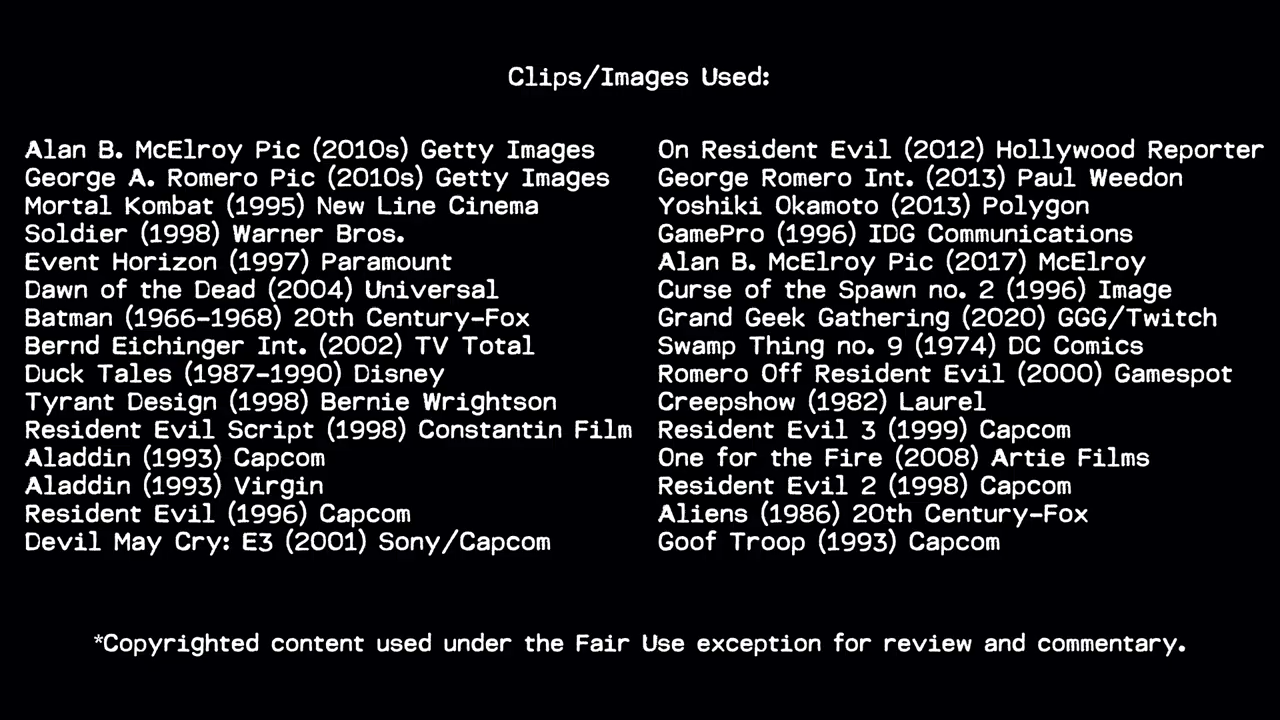 Clips/Images Used:
Alan B. McElroy Pic (2010s) Getty Images
George A. Romero Pic (2010s) Getty Images
Mortal Kombat (1995) New Line Cinema
Soldier (1998) Warner Bros.
Event Horizon (1997) Paramount
Dawn of the Dead (2004) Universal
Batman (1966-1968) 20th Century-Fox
Bernd Eichinger Int. (2002) TV Total
Duck Tales (1987-1990) Disney
Tyrant Design (1998) Bernie Wrightson
Resident Evil Script (1998) Constantin Film
Aladdin (1993) Capcom
Aladdin (1993) Virgin
Resident Evil (1996) Capcom
Devil May Cry: E3 (2001) Sony/Capcom
On Resident Evil (2012) Hollywood Reporter
George Romero Int. (2013) Paul Weedon
Yoshiki Okamoto (2013) Polygon
GamePro (1996) IDG Communications
Alan B. McElroy Pic (2017) McElroy
Curse of the Spawn no. 2 (1996) Image
Grand Geek Gathering (2020) GGG/Twitch
Swamp Thing no. 9 (1974) DC Comics
Romero Off Resident Evil (2000) Gamespot
Creepshow (1982) Laurel
Resident Evil 3 (1999) Capcom
One for the Fire (2008) Artie Films
Resident Evil 2 (1998) Capcom
Aliens (1986) 20th Century-Fox
Goof Troop (1993) Capcom
*Copyrighted content used under the Fair Use exception for review and commentary.